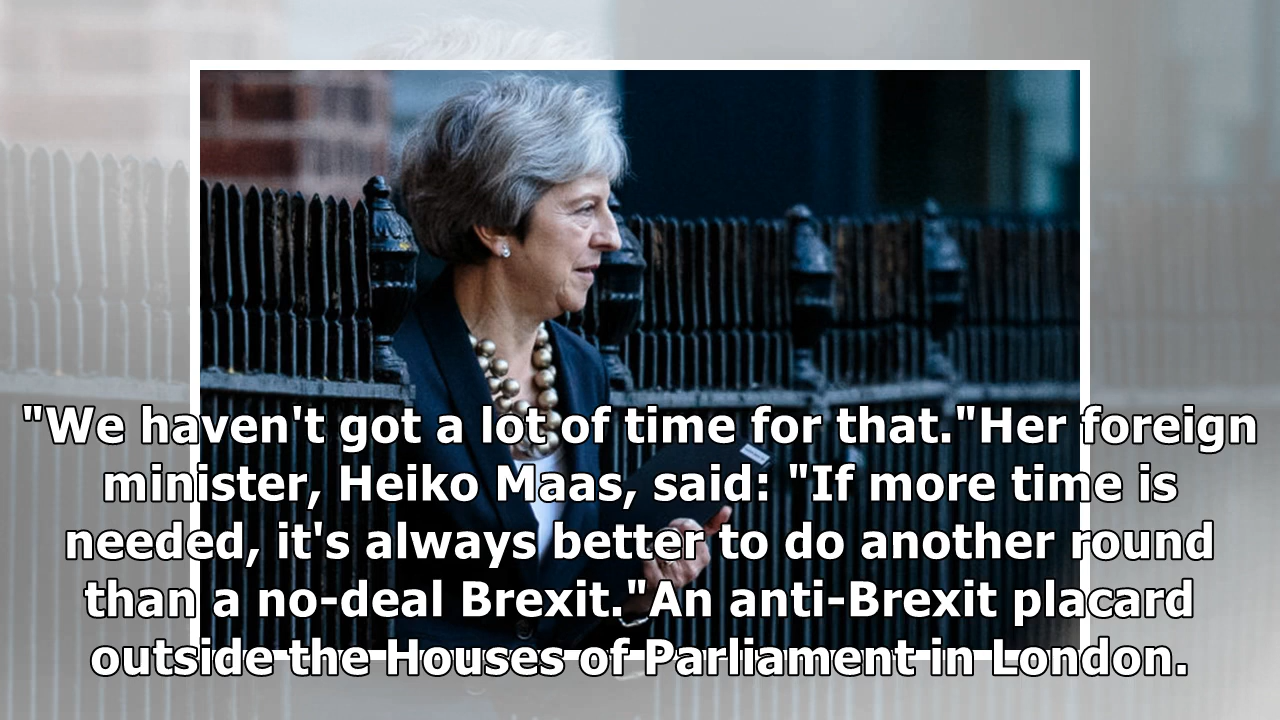 "We haven't got a lot of time for that."Her foreign
minister, Heiko Maas, said: "If more time is
needed, it's always better to do another round
than a no-deal Brexit."An anti-Brexit placard
outside the Houses of Parliament in London.